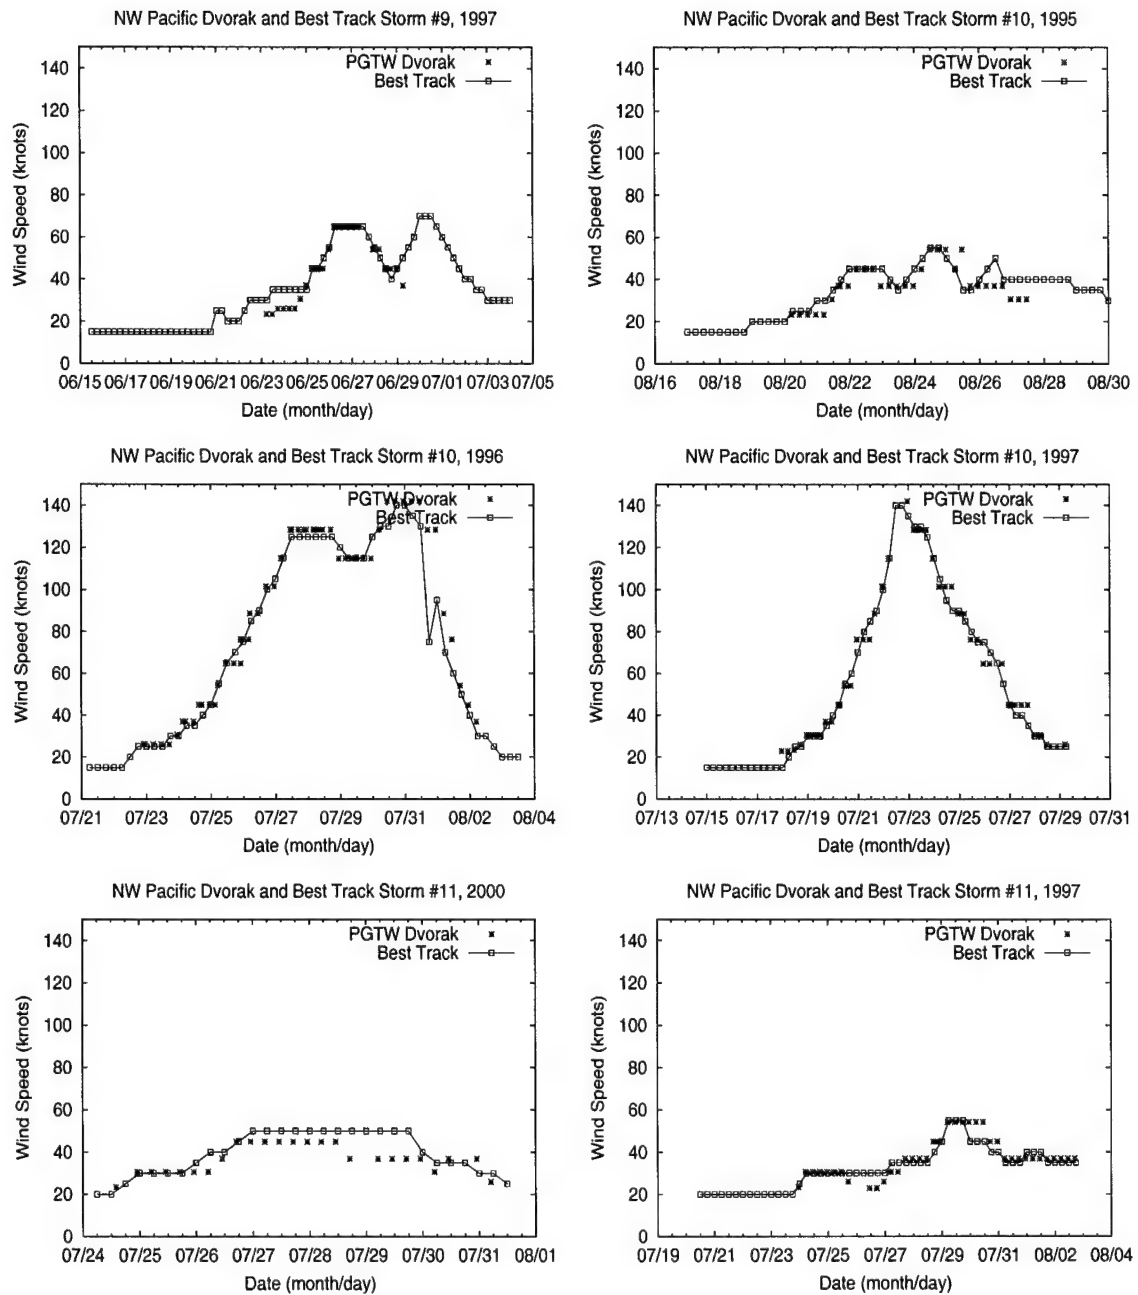 NW Pacific Dvorak and Best Track Storm #9, 1997
PGTW Dvorak
Best Track
140
120
100
80
60
40
20
0
Wind Speed (knots)
06/15 06/17 06/19 06/21 06/23 06/25 06/27 06/29 07/01 07/03 07/05
Date (month/day)
NW Pacific Dvorak and Best Track Storm #10, 1995
PGTW Dvorak
Best Track
140
120
100
80
60
40
20
0
Wind Speed (knots)
08/16 08/18 08/20 08/22 08/24 08/26 08/28 08/30
Date (month/day)
NW Pacific Dvorak and Best Track Storm #10, 1996
PGTW Dvorak
Best Track
140
120
100
80
60
40
20
0
Wind Speed (knots)
07/21 07/23 07/25 07/27 07/29 07/31 08/02 08/04
Date (month/day)
NW Pacific Dvorak and Best Track Storm #10, 1997
PGTW Dvorak
Best Track
140
120
100
80
60
40
20
0
Wind Speed (knots)
07/13 07/15 07/17 07/19 07/21 07/23 07/25 07/27 07/29 07/31
Date (month/day)
NW Pacific Dvorak and Best Track Storm #11, 2000
PGTW Dvorak
Best Track
140
120
100
80
60
40
20
0
Wind Speed (knots)
07/24 07/25 07/26 07/27 07/28 07/29 07/30 07/31 08/01
Date (month/day)
NW Pacific Dvorak and Best Track Storm #11, 1997
PGTW Dvorak
Best Track
140
120
100
80
60
40
20
0
Wind Speed (knots)
07/19 07/21 07/23 07/25 07/27 07/29 07/31 08/02 08/04
Date (month/day)